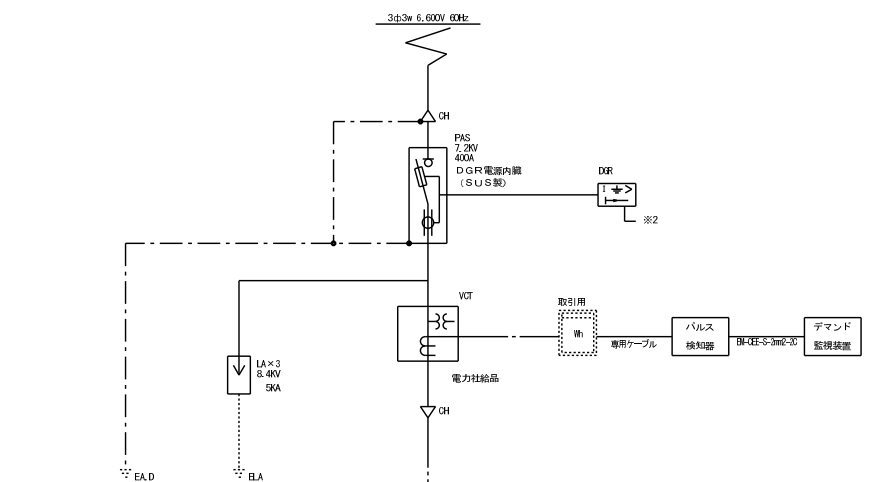 3ф3w 6.600V 60Hz
CH
PAS
7.2KV
400A
DGR電源内臓
(SUS製)
DGR
I
※2
VCT
取引用
Wh
専用ケーブル
パルス
検知器
EM-CEE-S-2mm2-2C
デマンド
監視装置
LA×3
8.4KV
5KA
電力社給品
CH
EA.D
ELA